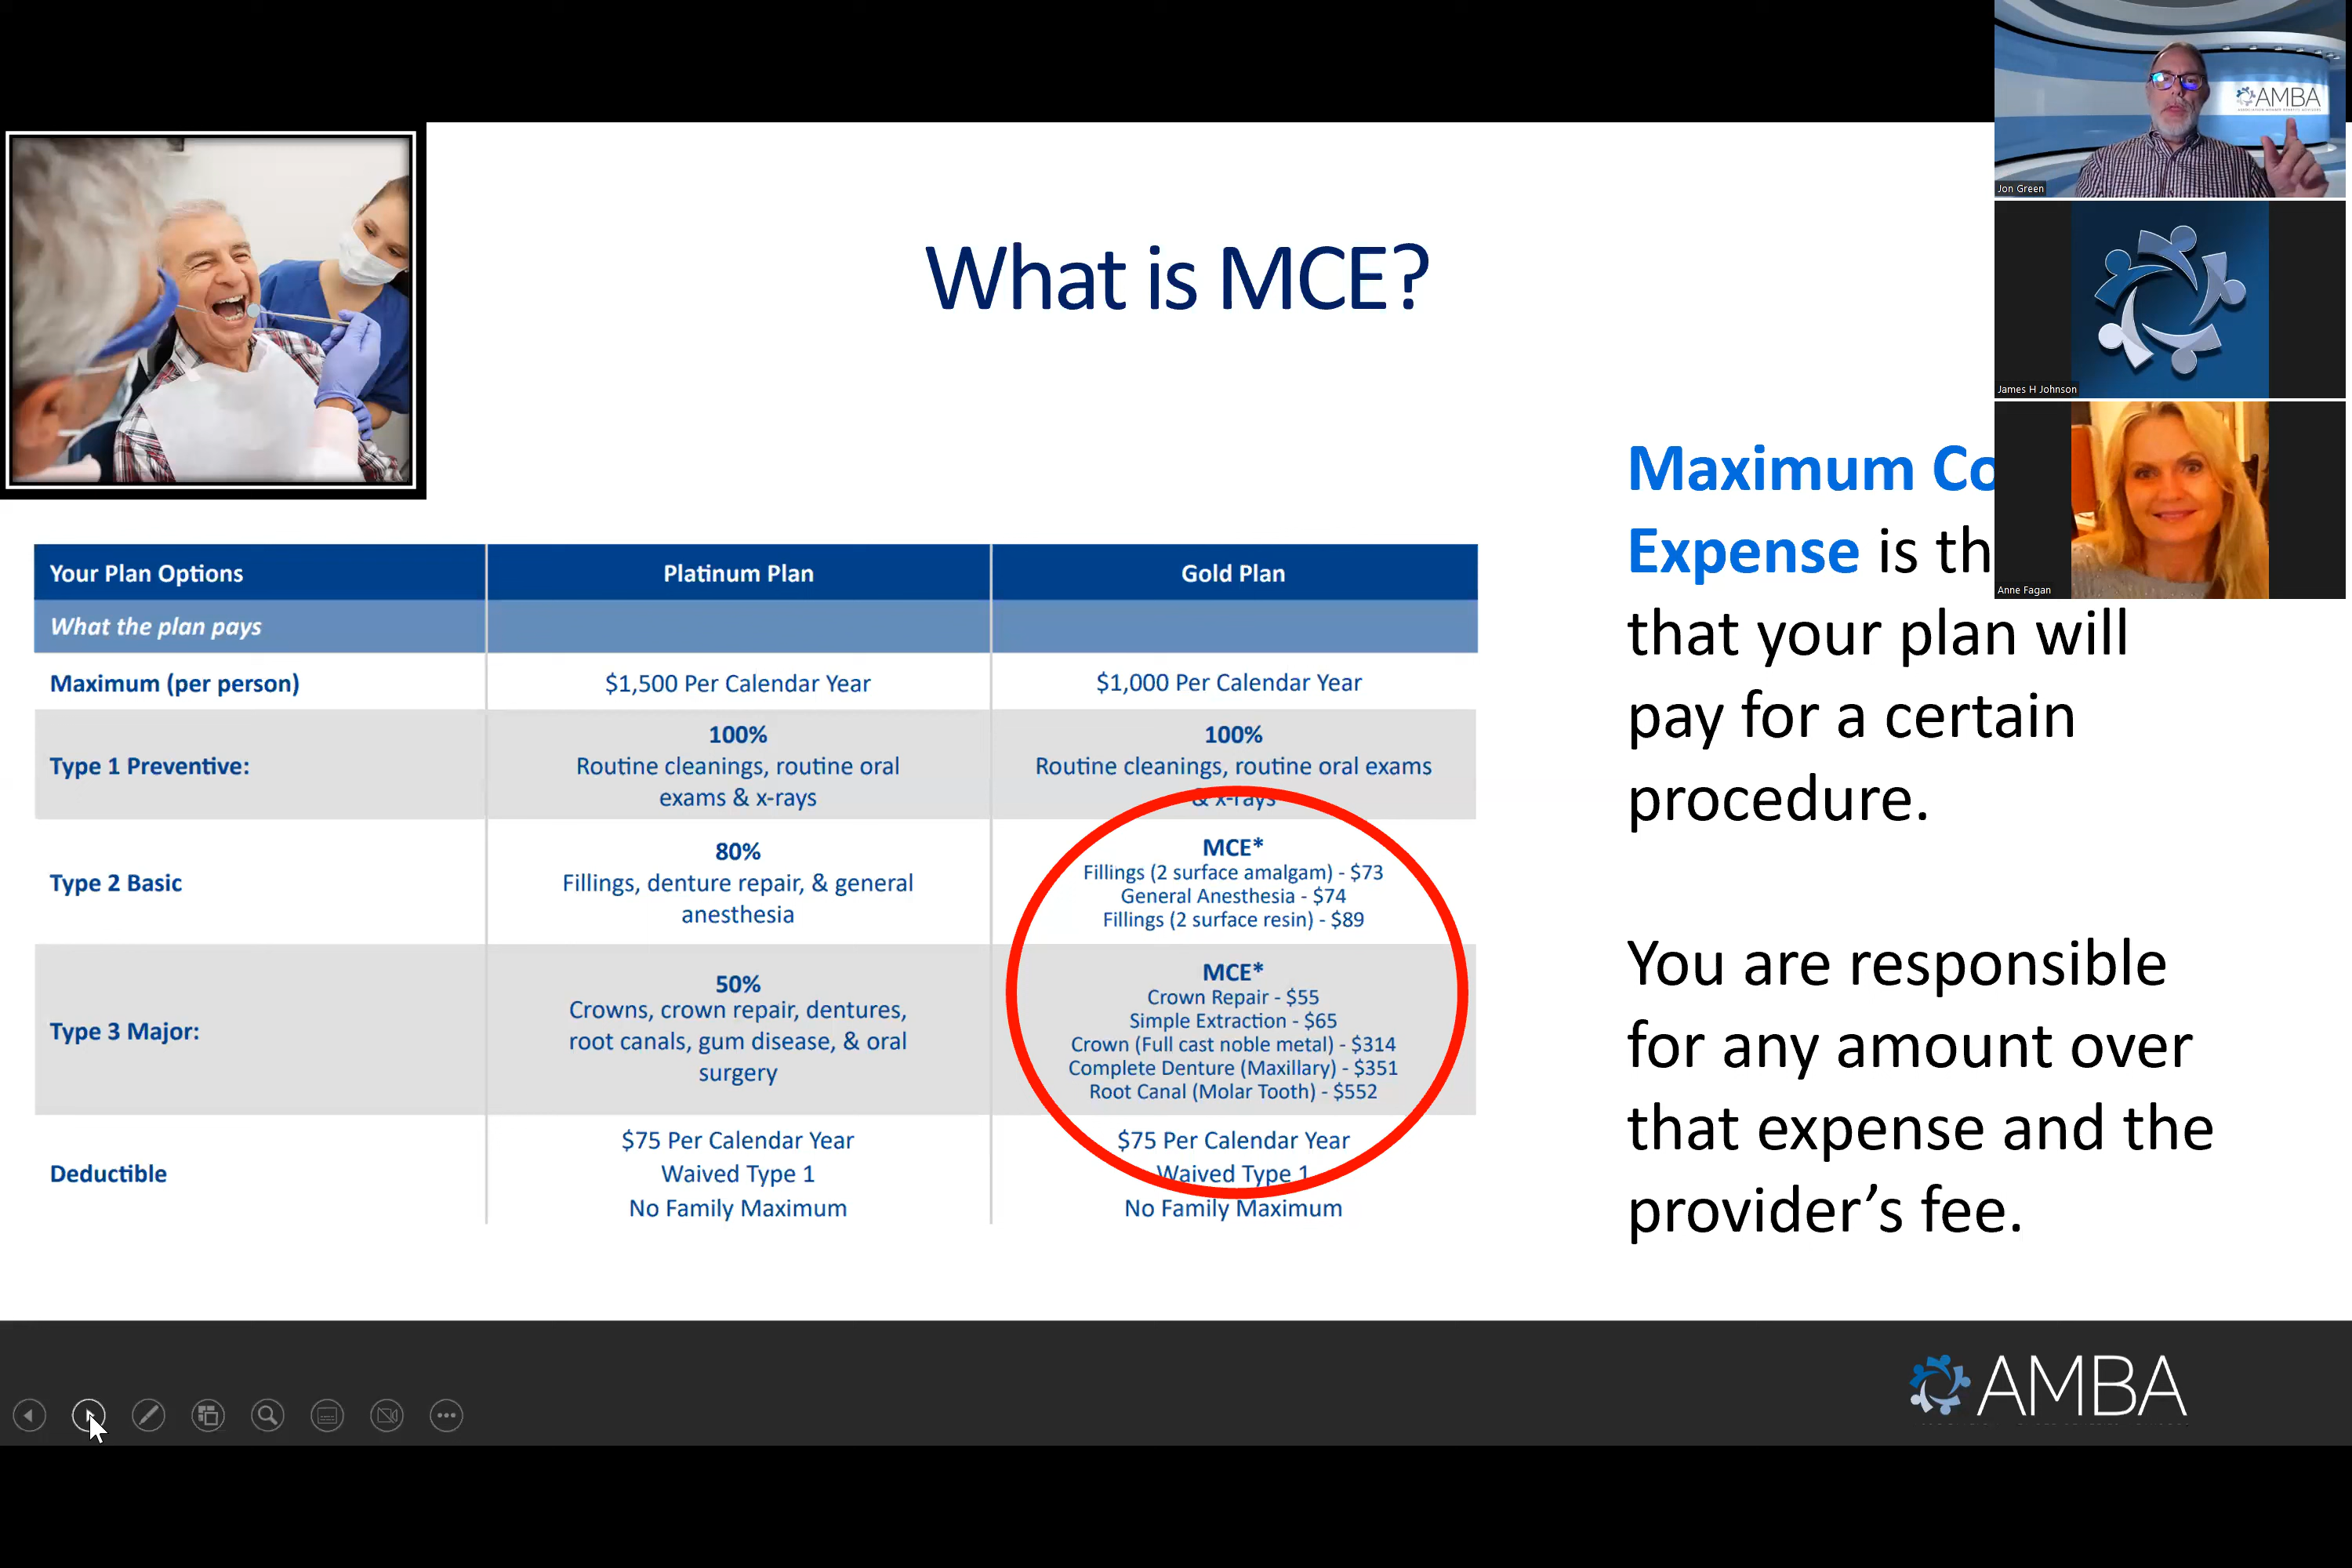 What is MCE?
AMBA
Jon Green
James H Johnson
Anne Fagan
Your Plan Options
Platinum Plan
Gold Plan
What the plan pays
Maximum (per person)
$1,500 Per Calendar Year
$1,000 Per Calendar Year
Type 1 Preventive:
100%
Routine cleanings, routine oral
exams & x-rays
100%
Routine cleanings, routine oral exams
& x-rays
Type 2 Basic
80%
Fillings, denture repair, & general
anesthesia
MCE*
Fillings (2 surface amalgam) - $73
General Anesthesia - $74
Fillings (2 surface resin) - $89
Type 3 Major:
50%
Crowns, crown repair, dentures,
root canals, gum disease, & oral
surgery
MCE*
Crown Repair - $55
Simple Extraction - $65
Crown (Full cast noble metal) - $314
Complete Denture (Maxillary) - $351
Root Canal (Molar Tooth) - $552
Deductible
$75 Per Calendar Year
Waived Type 1
No Family Maximum
$75 Per Calendar Year
Waived Type 1
No Family Maximum
Maximum
Expense is
that your plan will
pay for a certain
procedure.
You are responsible
for any amount over
that expense and the
provider's fee.
AMBA